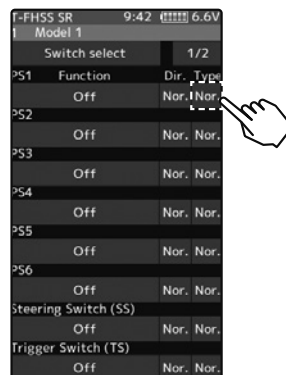 T-FHSS SR 9:42 6.6V
1 Model 1
Switch select 1/2
PS1 Function Dir. Type
Off Nor. Nor.
PS2
Off Nor. Nor.
PS3
Off Nor. Nor.
PS4
Off Nor. Nor.
PS5
Off Nor. Nor.
PS6
Off Nor. Nor.
Steering Switch (SS)
Off Nor. Nor.
Trigger Switch (TS)
Off Nor. Nor.